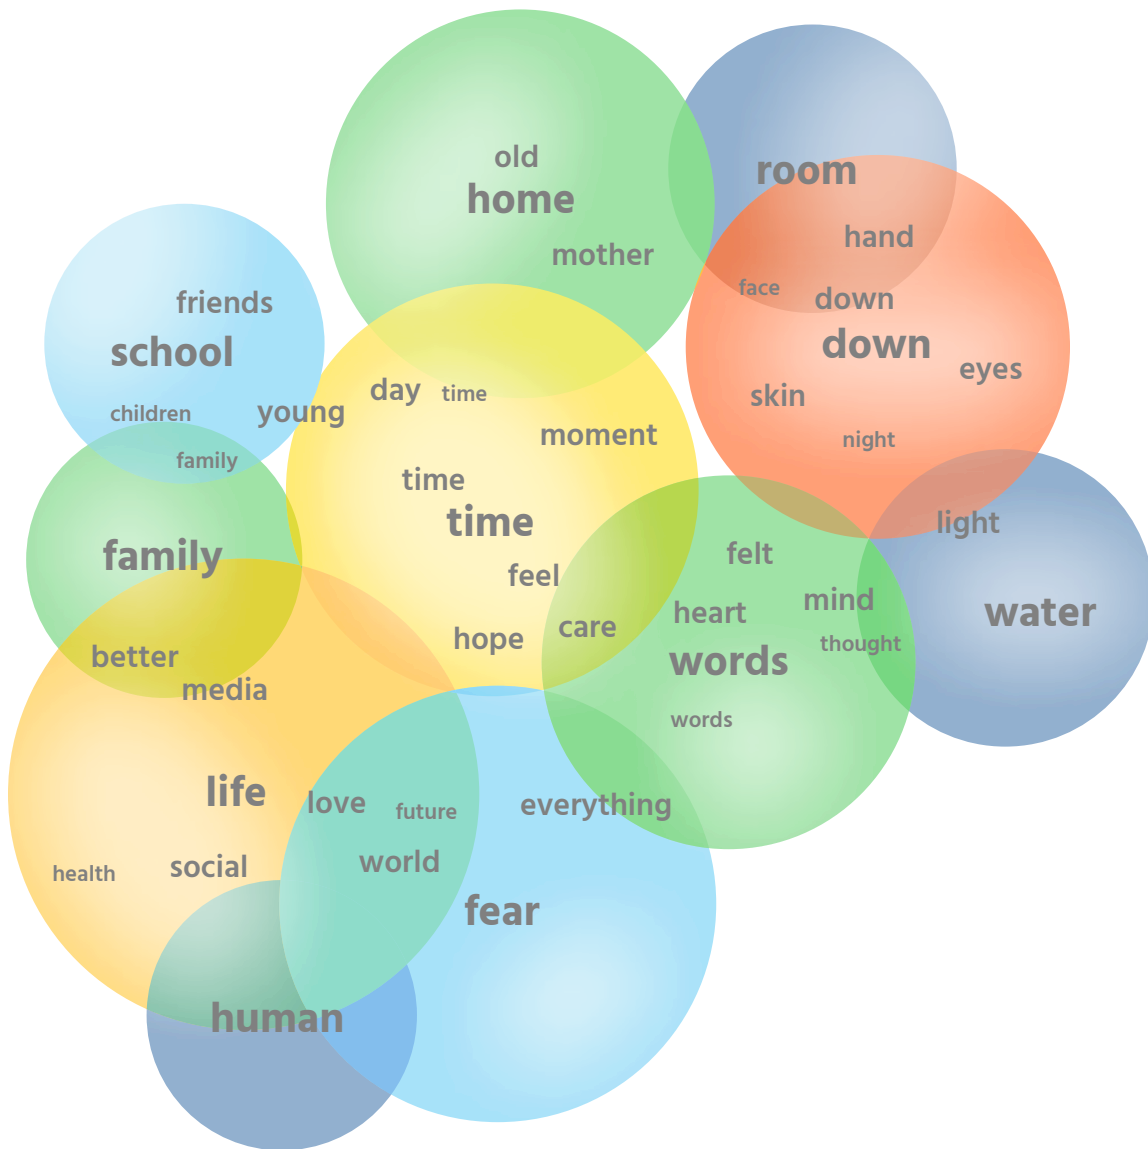 old
room
home
hand
mother
face
down
friends
down
school
eyes
day
time
skin
children
young
moment
night
family
time
time
light
felt
family
feel
mind
heart
water
care
hope
thought
better
words
media
words
life
love
future
everything
world
social
health
fear
human